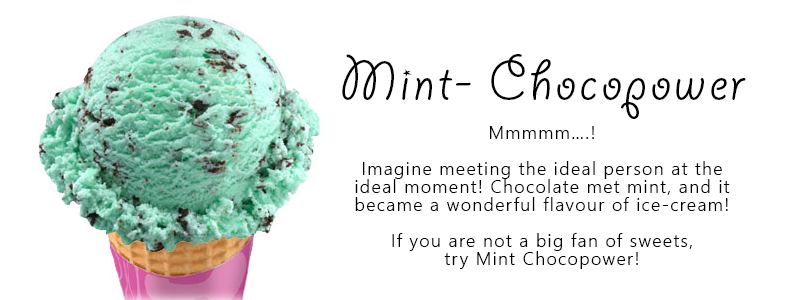 Mint- Chocopower
Mmmmm....!
Imagine meeting the ideal person at the
ideal moment! Chocolate met mint, and it
became a wonderful flavour of ice-cream!
If you are not a big fan of sweets,
try Mint Chocopower!